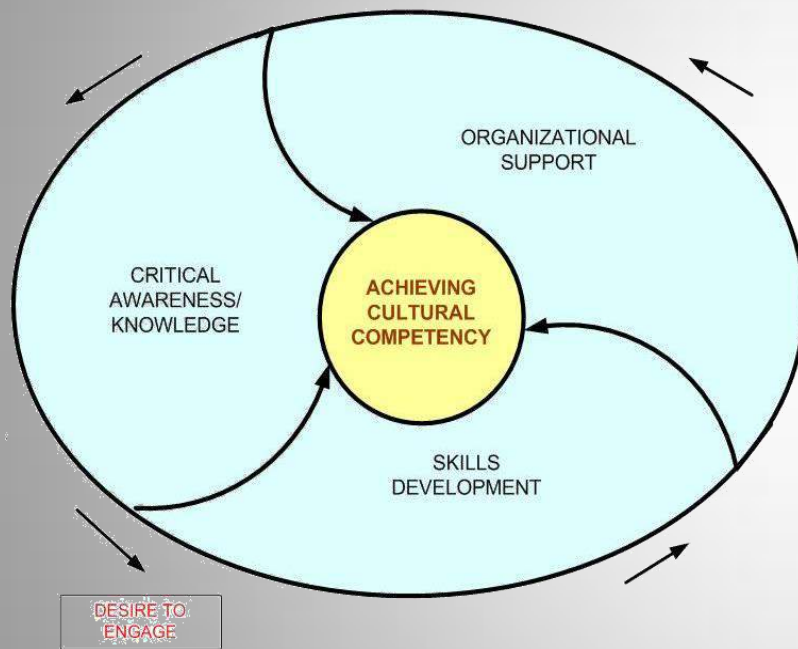 ORGANIZATIONAL
SUPPORT
CRITICAL
AWARENESS/
KNOWLEDGE
ACHIEVING
CULTURAL
COMPETENCY
SKILLS
DEVELOPMENT
DESIRE TO
ENGAGE